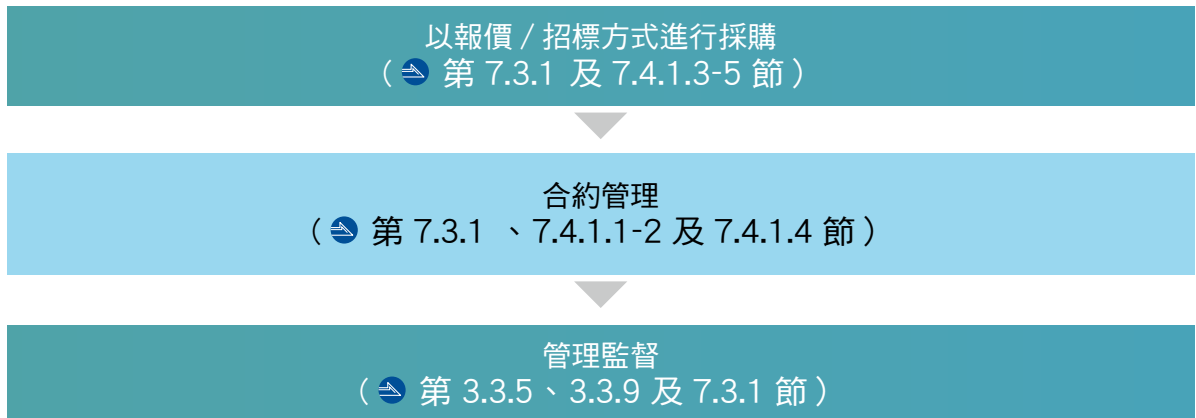 以報價 / 招標方式進行採購
( 第 7.3.1 及 7.4.1.3-5 節 )
合約管理
( 第 7.3.1 、7.4.1.1-2 及 7.4.1.4 節 )
管理監督
( 第 3.3.5、3.3.9 及 7.3.1 節 )